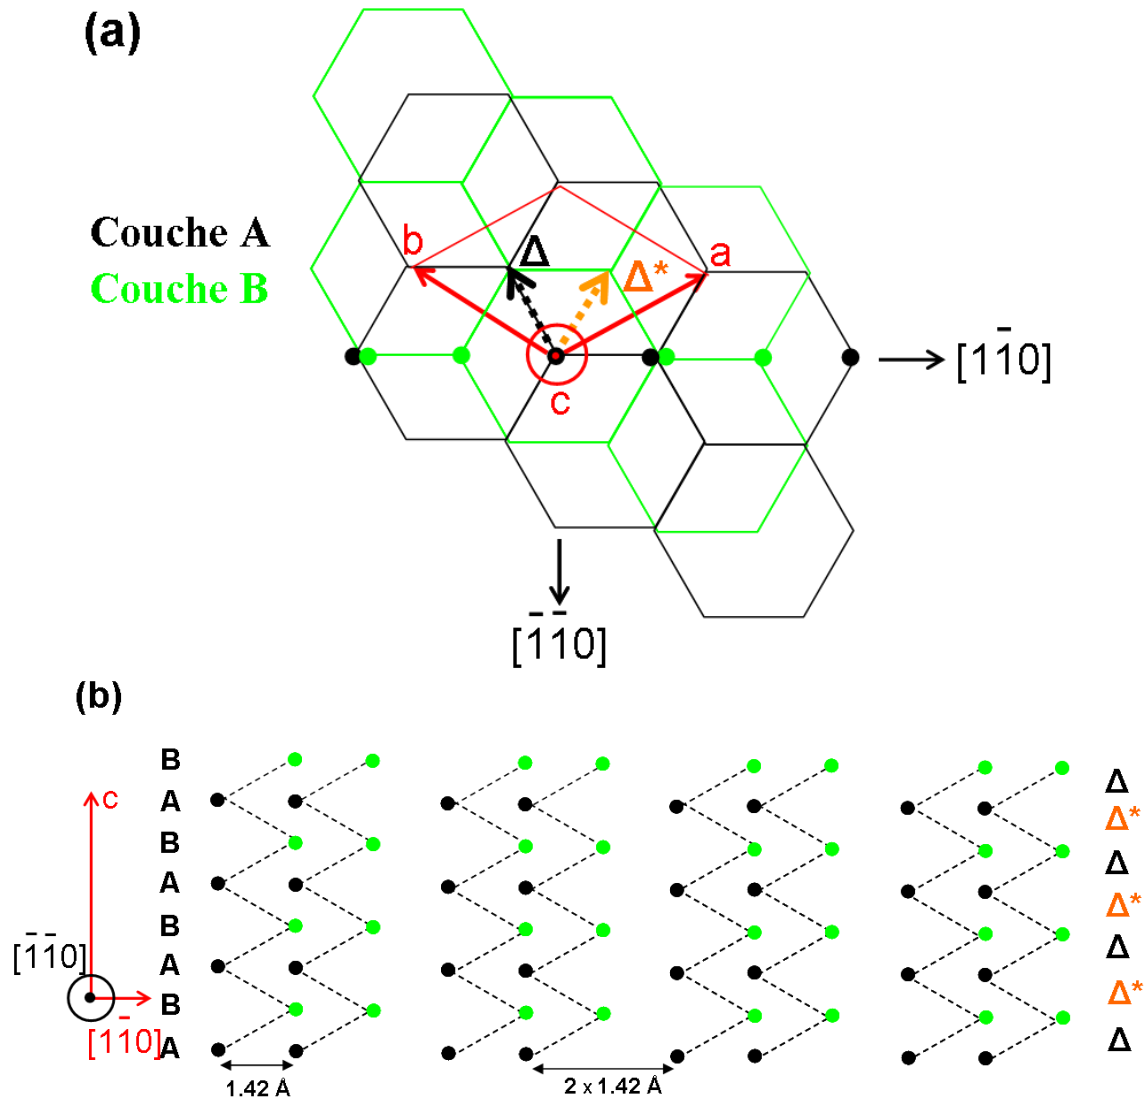 (a)
Couche A
Couche B
b
Δ
Δ*
a
c
[11̅0]
[1̅1̅0]
(b)
c
[1̅1̅0]
[11̅0]
B
A
B
A
B
A
B
A
1.42 Å
2 x 1.42 Å
Δ
Δ*
Δ
Δ*
Δ
Δ*
Δ